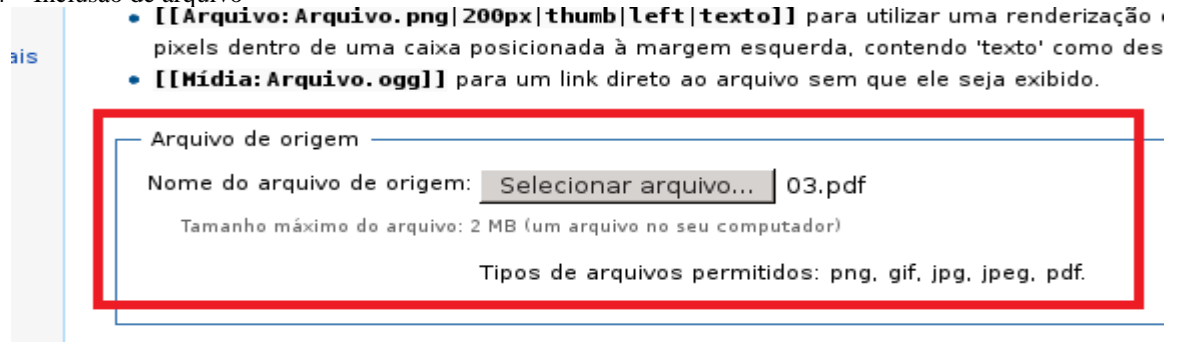 Inclusão de arquivo
• [[Arquivo:Arquivo.png|200px|thumb|left|texto]] para utilizar uma renderização
pixels dentro de uma caixa posicionada à margem esquerda, contendo 'texto' como des
ais
• [[Mídia:Arquivo.ogg]] para um link direto ao arquivo sem que ele seja exibido.
Arquivo de origem
Nome do arquivo de origem: Selecionar arquivo... 03.pdf
Tamanho máximo do arquivo: 2 MB (um arquivo no seu computador)
Tipos de arquivos permitidos: png, gif, jpg, jpeg, pdf.